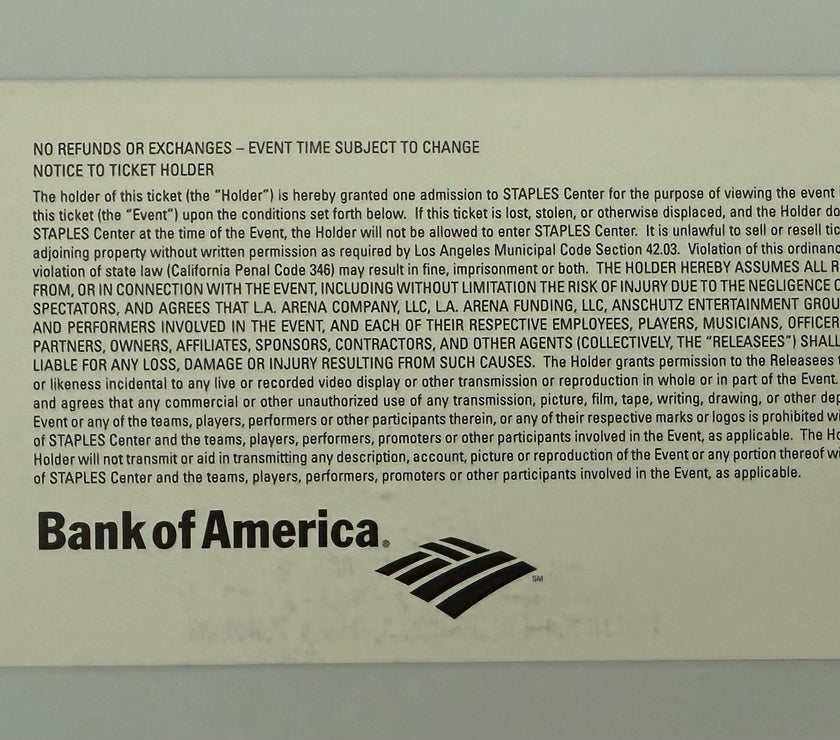 NO REFUNDS OR EXCHANGES – EVENT TIME SUBJECT TO CHANGE
NOTICE TO TICKET HOLDER
The holder of this ticket (the “Holder”) is hereby granted one admission to STAPLES Center for the purpose of viewing the event
this ticket (the “Event”) upon the conditions set forth below. If this ticket is lost, stolen, or otherwise displaced, and the Holder do
STAPLES Center at the time of the Event, the Holder will not be allowed to enter STAPLES Center. It is unlawful to sell or resell tic
adjoining property without written permission as required by Los Angeles Municipal Code Section 42.03. Violation of this ordinanc
violation of state law (California Penal Code 346) may result in fine, imprisonment or both. THE HOLDER HEREBY ASSUMES ALL R
FROM, OR IN CONNECTION WITH THE EVENT, INCLUDING WITHOUT LIMITATION THE RISK OF INJURY DUE TO THE NEGLIGENCE O
SPECTATORS, AND AGREES THAT L.A. ARENA COMPANY, LLC, L.A. ARENA FUNDING, LLC, ANSCHUTZ ENTERTAINMENT GROU
AND PERFORMERS INVOLVED IN THE EVENT, AND EACH OF THEIR RESPECTIVE EMPLOYEES, PLAYERS, MUSICIANS, OFFICER
PARTNERS, OWNERS, AFFILIATES, SPONSORS, CONTRACTORS, AND OTHER AGENTS (COLLECTIVELY, THE “RELEASEES”) SHALL
LIABLE FOR ANY LOSS, DAMAGE OR INJURY RESULTING FROM SUCH CAUSES. The Holder grants permission to the Releasees t
or likeness incidental to any live or recorded video display or other transmission or reproduction in whole or in part of the Event.
and agrees that any commercial or other unauthorized use of any transmission, picture, film, tape, writing, drawing, or other dep
Event or any of the teams, players, performers or other participants therein, or any of their respective marks or logos is prohibited wi
of STAPLES Center and the teams, players, performers, promoters or other participants involved in the Event, as applicable. The Ho
Holder will not transmit or aid in transmitting any description, account, picture or reproduction of the Event or any portion thereof wi
of STAPLES Center and the teams, players, performers, promoters or other participants involved in the Event, as applicable.
Bank of America®
SM